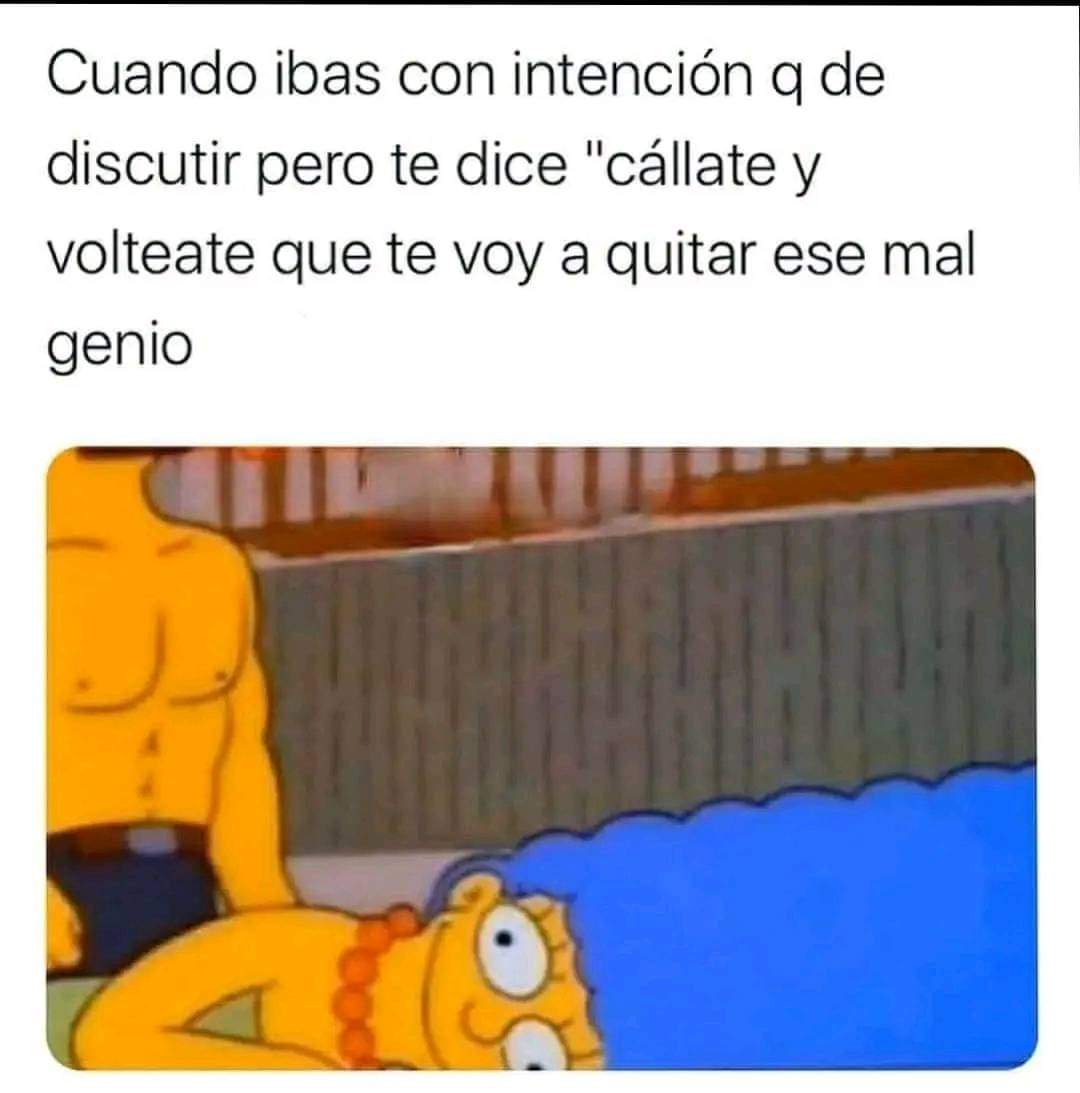 Cuando ibas con intención q de
discutir pero te dice "cállate y
volteate que te voy a quitar ese mal
genio